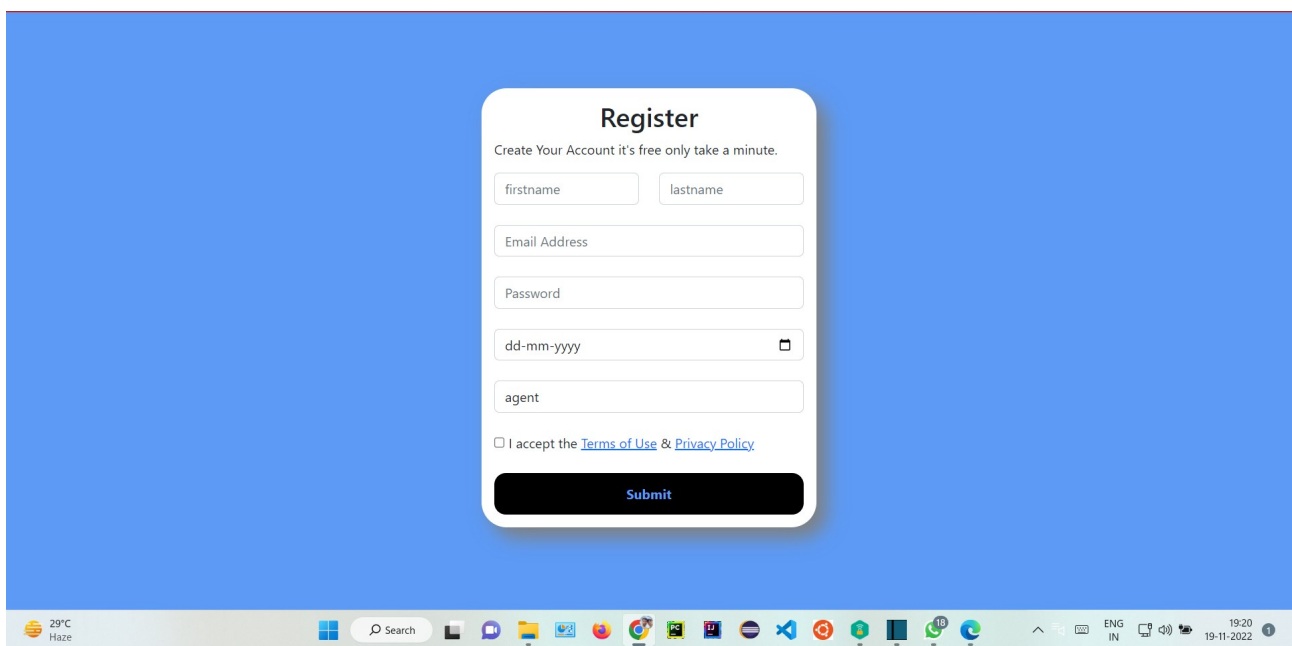 Register
Create Your Account it's free only take a minute.
firstname lastname
Email Address
Password
dd-mm-yyyy
agent
I accept the Terms of Use & Privacy Policy
Submit
29°C
Haze
Search
PC
IJ
18
ENG
IN
19:20
19-11-2022
1